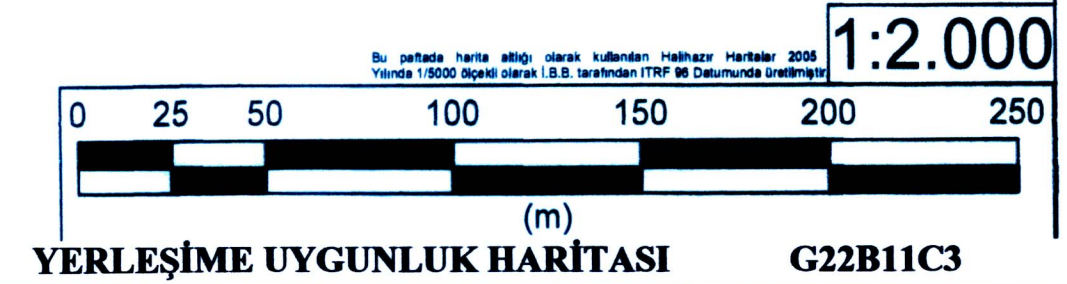 1:2.000
Bu paftada harita altlığı olarak kullanılan Halihazır Haritalar 2005
Yılında 1/5000 ölçekli olarak İ.B.B. tarafından ITRF 96 Datumunda üretilmiştir.
0 25 50 100 150 200 250
(m)
YERLEŞİME UYGUNLUK HARİTASI G22B11C3